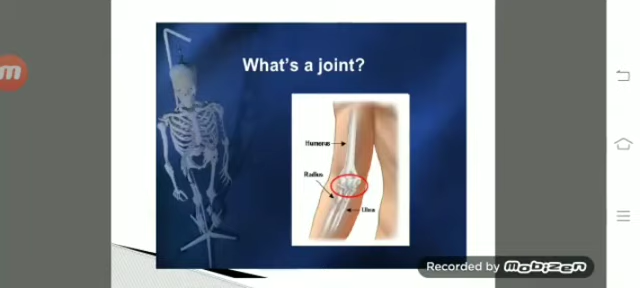 What's a joint?
Humerus
Radius
Ulna
Recorded by MOBIZEN